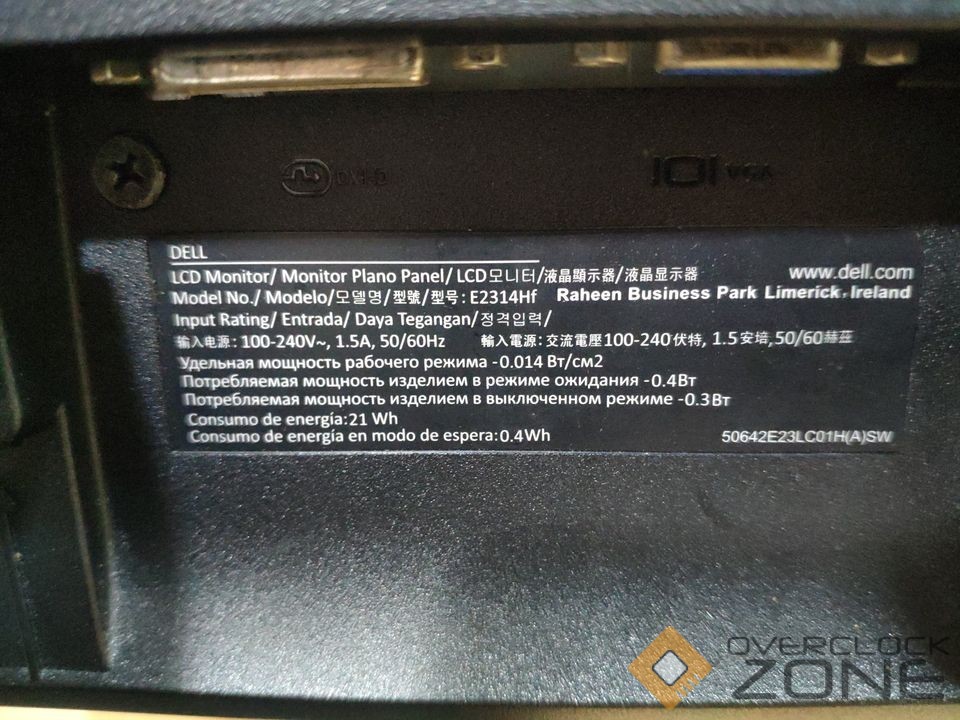 DVI-D
VGA
DELL
LCD Monitor/ Monitor Plano Panel/ LCD모니터/液晶顯示器/液晶显示器 www.dell.com
Model No./ Modelo/모델명/型號/型号: E2314Hf Raheen Business Park Limerick, Ireland
Input Rating/ Entrada/ Daya Tegangan/정격입력/
输入电源: 100-240V~, 1.5A, 50/60Hz 輸入電源: 交流電壓100-240伏特, 1.5安培,50/60赫茲
Удельная мощность рабочего режима -0.014 Вт/см2
Потребляемая мощность изделием в режиме ожидания -0.4Вт
Потребляемая мощность изделием в выключенном режиме -0.3Вт
Consumo de energía:21 Wh
Consumo de energía en modo de espera:0.4Wh 50642E23LC01H(A)SW
OVERCLOCK
ZONE